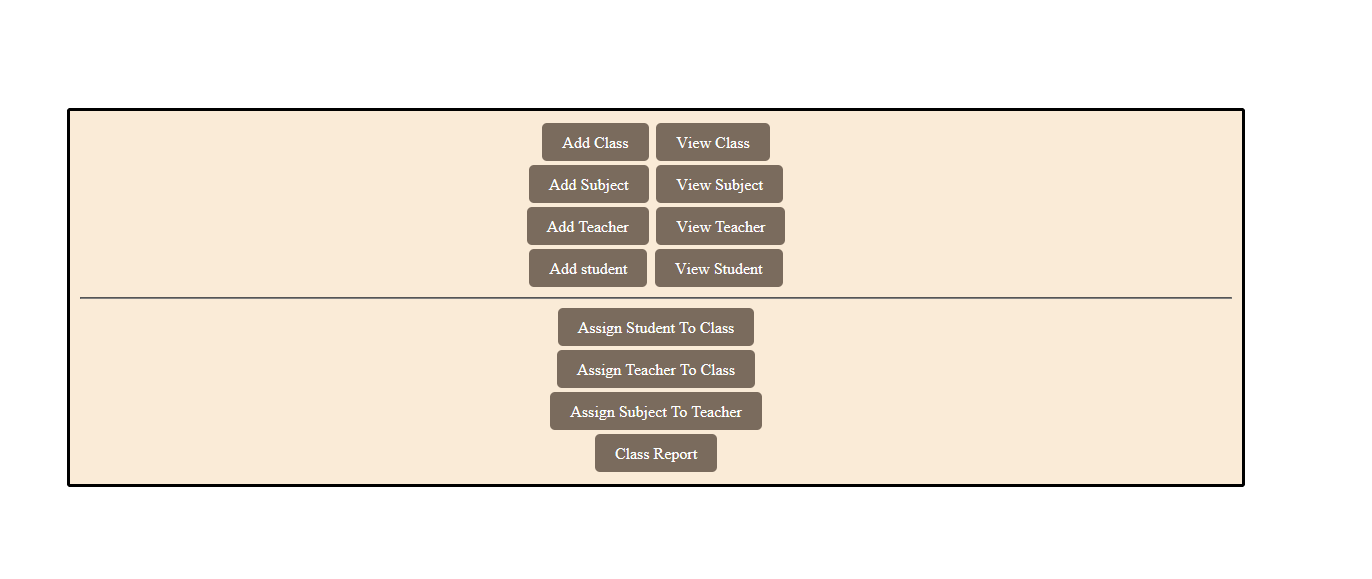 Add Class View Class
Add Subject View Subject
Add Teacher View Teacher
Add student View Student
Assign Student To Class
Assign Teacher To Class
Assign Subject To Teacher
Class Report